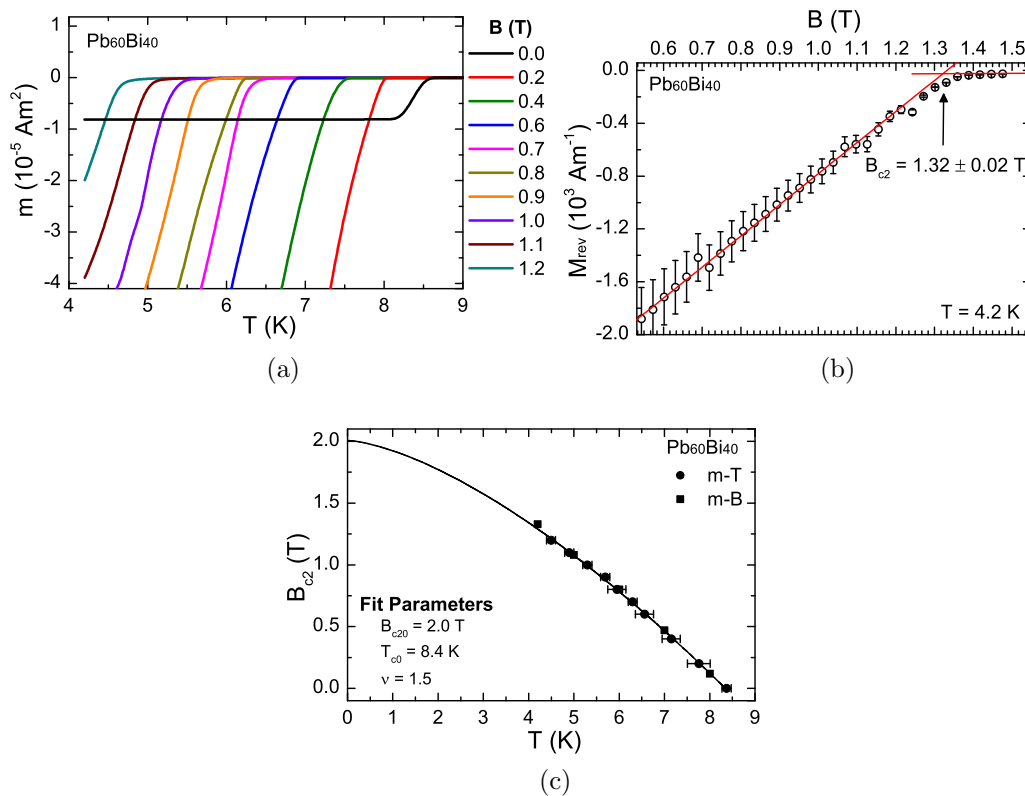 Pb60Bi40
m (10-5 Am2)
1
0
-1
-2
-3
-4
4 5 6 7 8 9
T (K)
B (T)
0.0
0.2
0.4
0.6
0.7
0.8
0.9
1.0
1.1
1.2
(a)
B (T)
0.6 0.7 0.8 0.9 1.0 1.1 1.2 1.3 1.4 1.5
Pb60Bi40
Mrev (103 Am-1)
0.0
-0.4
-0.8
-1.2
-1.6
-2.0
Bc2 = 1.32 ± 0.02 T
T = 4.2 K
(b)
Pb60Bi40
m-T
m-B
Bc2 (T)
2.0
1.5
1.0
0.5
0.0
Fit Parameters
Bc20 = 2.0 T
Tc0 = 8.4 K
ν = 1.5
0 1 2 3 4 5 6 7 8 9
T (K)
(c)